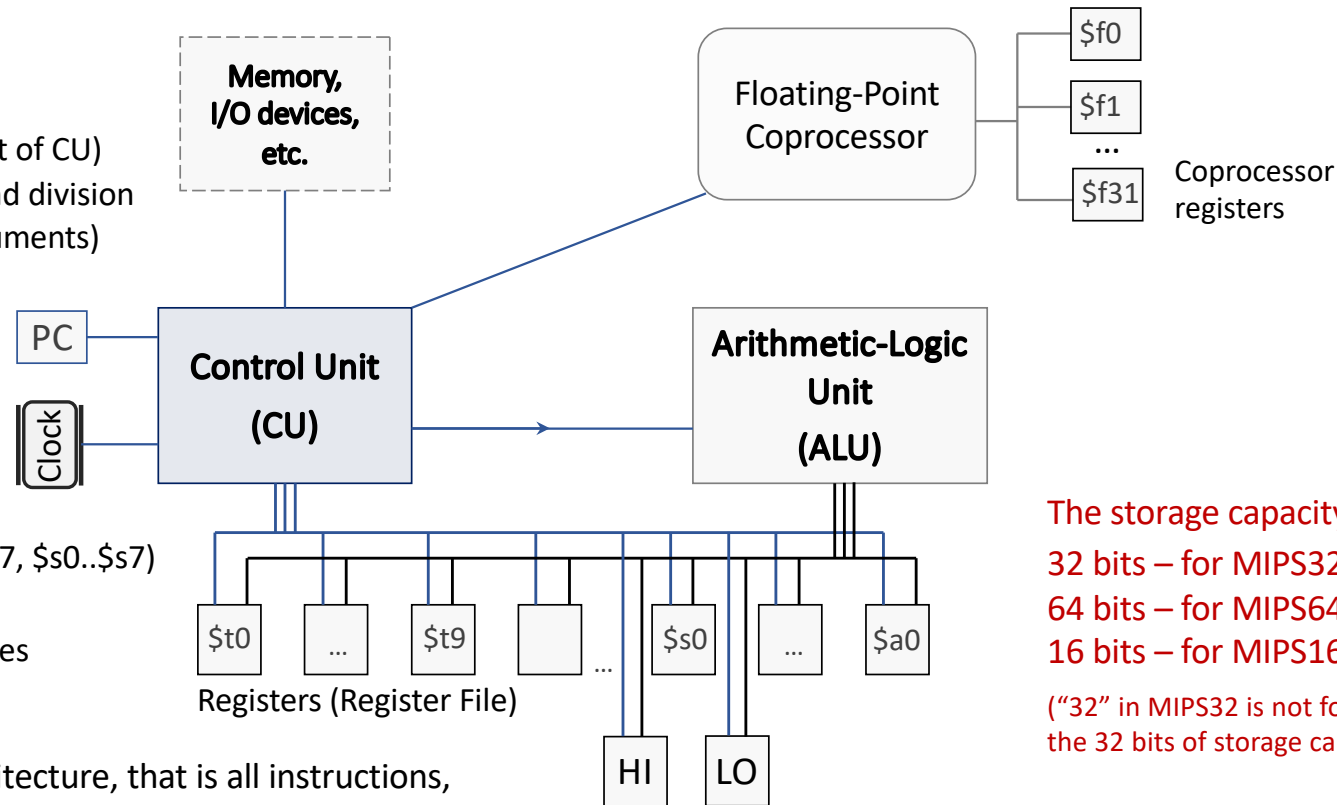 $f0
Memory,
I/O devices,
etc.
Floating-Point
Coprocessor
$f1
...
$f31
Coprocessor
registers
t of CU)
d division
uments)
PC
Control Unit
(CU)
Arithmetic-Logic
Unit
(ALU)
Clock
The storage capacity
7, $s0..$s7)
32 bits – for MIPS32
64 bits – for MIPS64
16 bits – for MIPS16
es
$t0
...
$t9
...
$s0
...
$a0
Registers (Register File)
("32" in MIPS32 is not fo
the 32 bits of storage ca
HI
LO
itecture, that is all instructions,